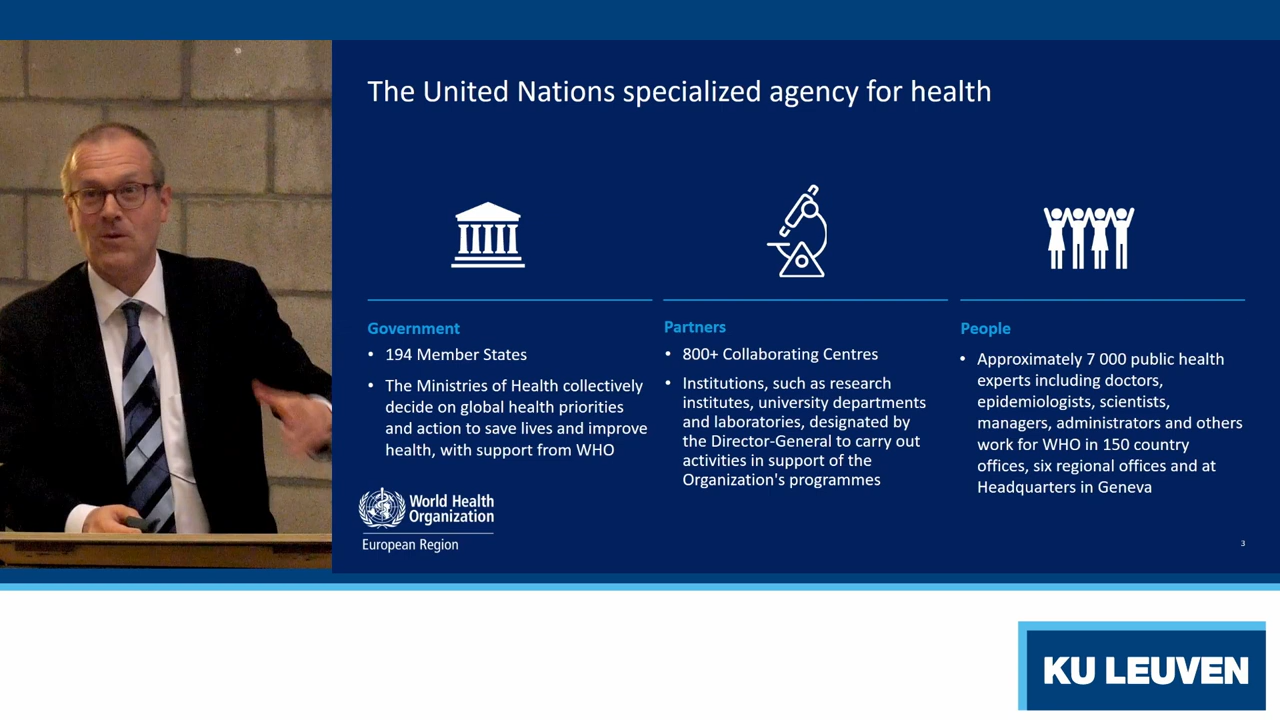 The United Nations specialized agency for health
Government
• 194 Member States
• The Ministries of Health collectively
decide on global health priorities
and action to save lives and improve
health, with support from WHO
Partners
• 800+ Collaborating Centres
• Institutions, such as research
institutes, university departments
and laboratories, designated by
the Director-General to carry out
activities in support of the
Organization's programmes
People
• Approximately 7 000 public health
experts including doctors,
epidemiologists, scientists,
managers, administrators and others
work for WHO in 150 country
offices, six regional offices and at
Headquarters in Geneva
World Health
Organization
European Region
3
KU LEUVEN